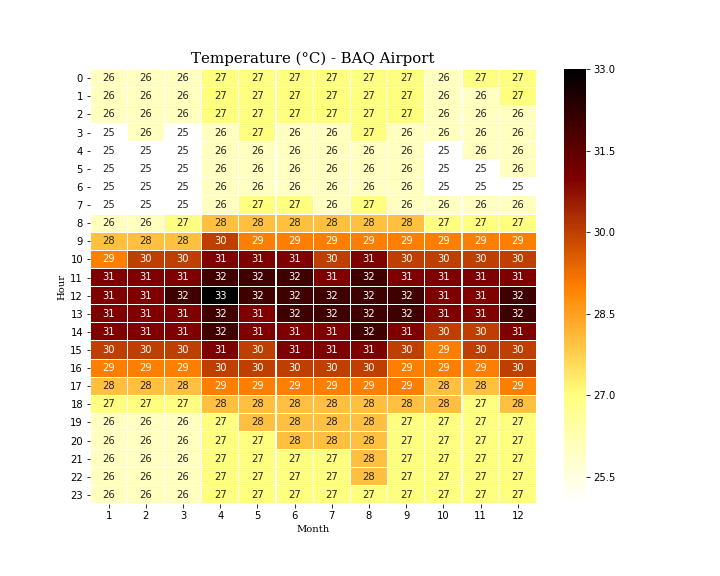 Temperature (°C) - BAQ Airport
0 26 26 26 27 27 27 27 27 27 26 27 27
1 26 26 26 27 27 27 27 27 27 26 26 27
2 26 26 26 27 27 27 27 27 27 26 26 26
3 25 26 25 26 27 26 26 27 26 26 26 26
4 25 25 25 26 26 26 26 26 26 25 26 26
5 25 25 25 26 26 26 26 26 26 25 25 26
6 25 25 25 26 26 26 26 26 26 25 25 25
7 25 25 25 26 27 27 26 27 26 26 26 26
8 26 26 27 28 28 28 28 28 28 27 27 27
9 28 28 28 30 29 29 29 29 29 29 29 29
10 29 30 30 31 31 31 30 31 30 30 30 30
11 31 31 31 32 32 32 31 32 31 31 31 31
12 31 31 32 33 32 32 32 32 32 31 31 32
13 31 31 31 32 31 32 32 32 32 31 31 32
14 31 31 31 32 31 31 31 32 31 30 30 31
15 30 30 30 31 30 31 31 31 30 29 30 30
16 29 29 29 30 30 30 30 30 29 29 29 30
17 28 28 28 29 29 29 29 29 29 28 28 29
18 27 27 27 28 28 28 28 28 28 28 27 28
19 26 26 26 27 28 28 28 28 27 27 27 27
20 26 26 26 27 27 28 28 28 27 27 27 27
21 26 26 26 27 27 27 27 28 27 27 27 27
22 26 26 26 27 27 27 27 28 27 27 27 27
23 26 26 26 27 27 27 27 27 27 27 27 27
1 2 3 4 5 6 7 8 9 10 11 12
Month
Hour
33.0
31.5
30.0
28.5
27.0
25.5